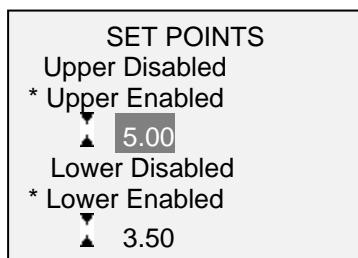 SET POINTS
Upper Disabled
* Upper Enabled
5.00
Lower Disabled
* Lower Enabled
3.50